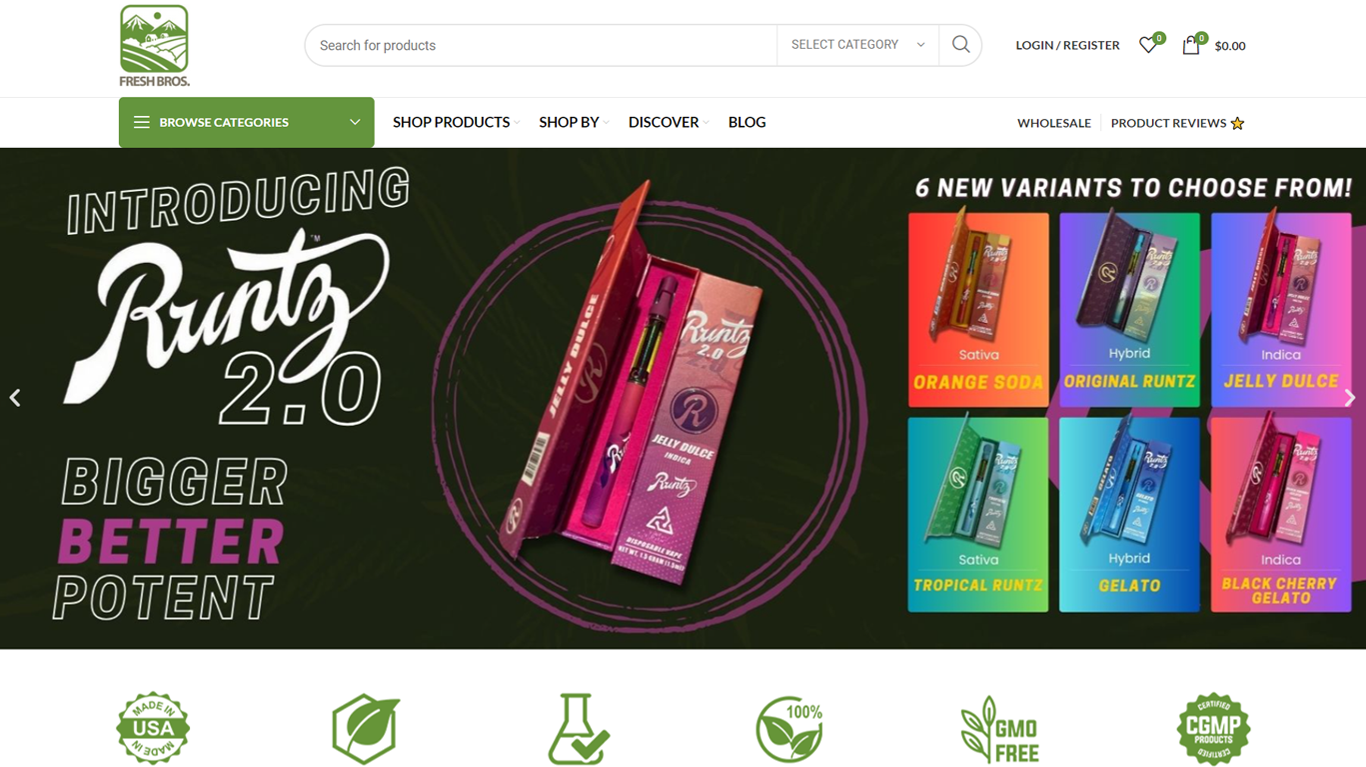 FRESH BROS.
Search for products
SELECT CATEGORY
LOGIN / REGISTER
0
0
$0.00
BROWSE CATEGORIES
SHOP PRODUCTS
SHOP BY
DISCOVER
BLOG
WHOLESALE
PRODUCT REVIEWS
INTRODUCING
Runtz™
2.0
BIGGER
BETTER
POTENT
JELLY DULCE
R
Runtz
2.0
R
JELLY DULCE
INDICA
Runtz
DISPOSABLE VAPE
6 NEW VARIANTS TO CHOOSE FROM!
Sativa
ORANGE SODA
Hybrid
ORIGINAL RUNTZ
Indica
JELLY DULCE
Sativa
TROPICAL RUNTZ
Hybrid
GELATO
Indica
BLACK CHERRY
GELATO
MADE IN
USA
MADE IN
100%
GMO
FREE
CERTIFIED
CGMP
PRODUCTS
CERTIFIED